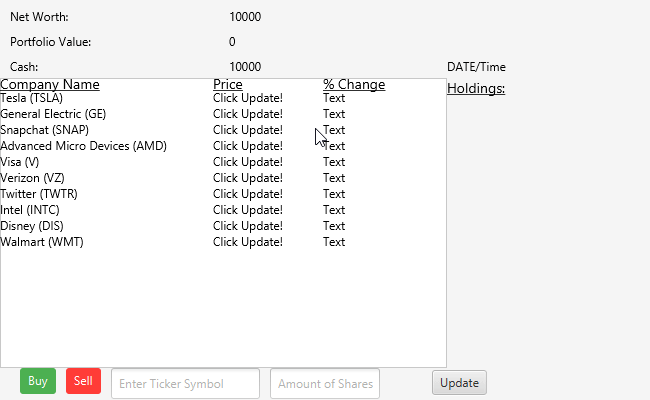 Net Worth: 10000
Portfolio Value: 0
Cash: 10000 DATE/Time
Company Name Price % Change Holdings:
Tesla (TSLA) Click Update! Text
General Electric (GE) Click Update! Text
Snapchat (SNAP) Click Update! Text
Advanced Micro Devices (AMD) Click Update! Text
Visa (V) Click Update! Text
Verizon (VZ) Click Update! Text
Twitter (TWTR) Click Update! Text
Intel (INTC) Click Update! Text
Disney (DIS) Click Update! Text
Walmart (WMT) Click Update! Text
Buy Sell Enter Ticker Symbol Amount of Shares Update